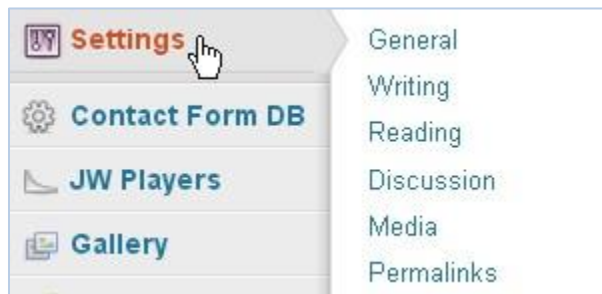 Settings
Contact Form DB
JW Players
Gallery
General
Writing
Reading
Discussion
Media
Permalinks